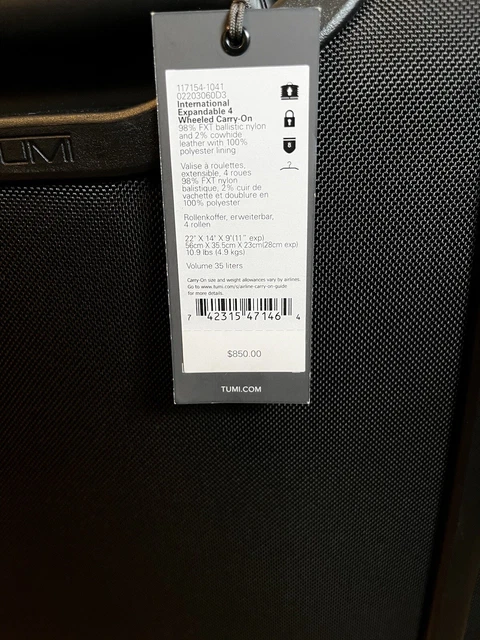 TUMI
117154-1041
02203060D3
International
Expandable 4
Wheeled Carry-On
98% FXT ballistic nylon
and 2% cowhide
leather with 100%
polyester lining
Valise à roulettes,
extensible, 4 roues
98% FXT nylon
balistique, 2% cuir de
vachette et doublure en
100% polyester
Rollenkoffer, erweiterbar,
4 rollen
22" X 14" X 9"(11" exp)
56cm X 35.5cm X 23cm(28cm exp)
10.9 lbs (4.9 kgs)
Volume 35 liters
Carry-On size and weight allowances vary by airlines.
Go to www.tumi.com/s/airline-carry-on-guide
for more details.
7 42315 47146 4
$850.00
TUMI.COM